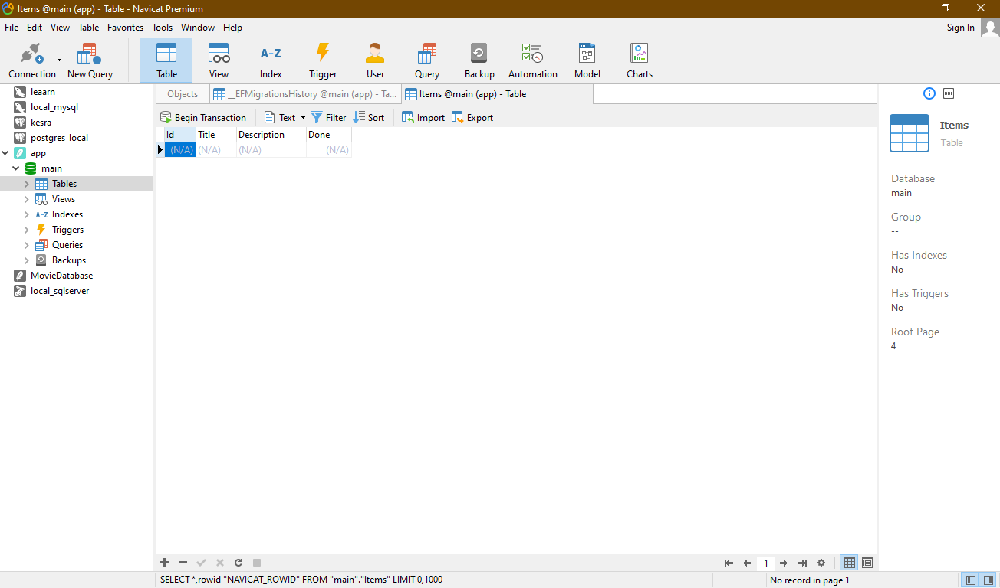 Items @main (app) - Table - Navicat Premium
File Edit View Table Favorites Tools Window Help Sign In
Connection New Query Table View Index Trigger User Query Backup Automation Model Charts
A-Z
learn
local_mysql
kesra
postgres_local
app
main
Tables
Views
A-Z Indexes
Triggers
Queries
Backups
MovieDatabase
local_sqlserver
Objects __EFMigrationsHistory @main (app) - Ta... Items @main (app) - Table
Begin Transaction Text Filter Sort Import Export
Id Title Description Done
(N/A) (N/A) (N/A) (N/A)
DDL
Items
Table
Database
main
Group
--
Has Indexes
No
Has Triggers
No
Root Page
4
1
SELECT *,rowid "NAVICAT_ROWID" FROM "main"."Items" LIMIT 0,1000 No record in page 1